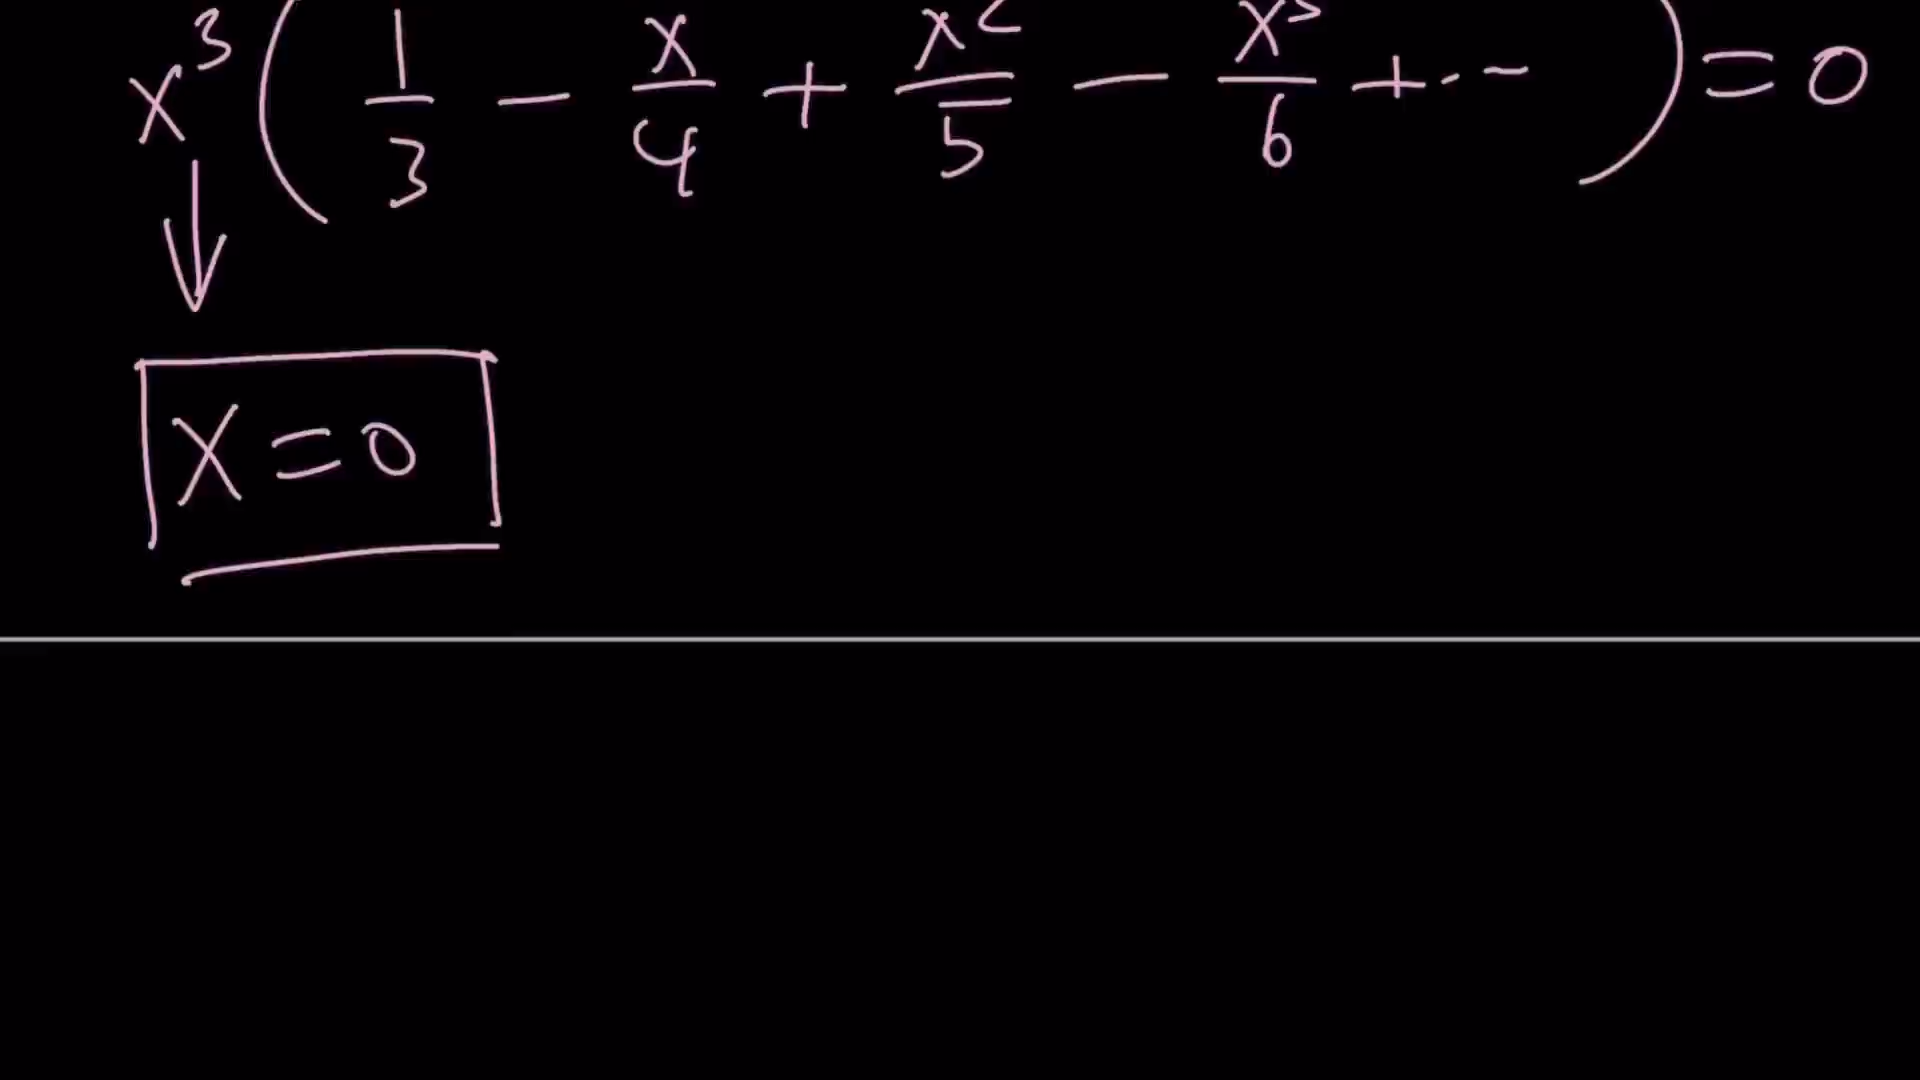 x³ ( 1/3 − x/4 + x²/5 − x³/6 + ... ) = 0
x = 0